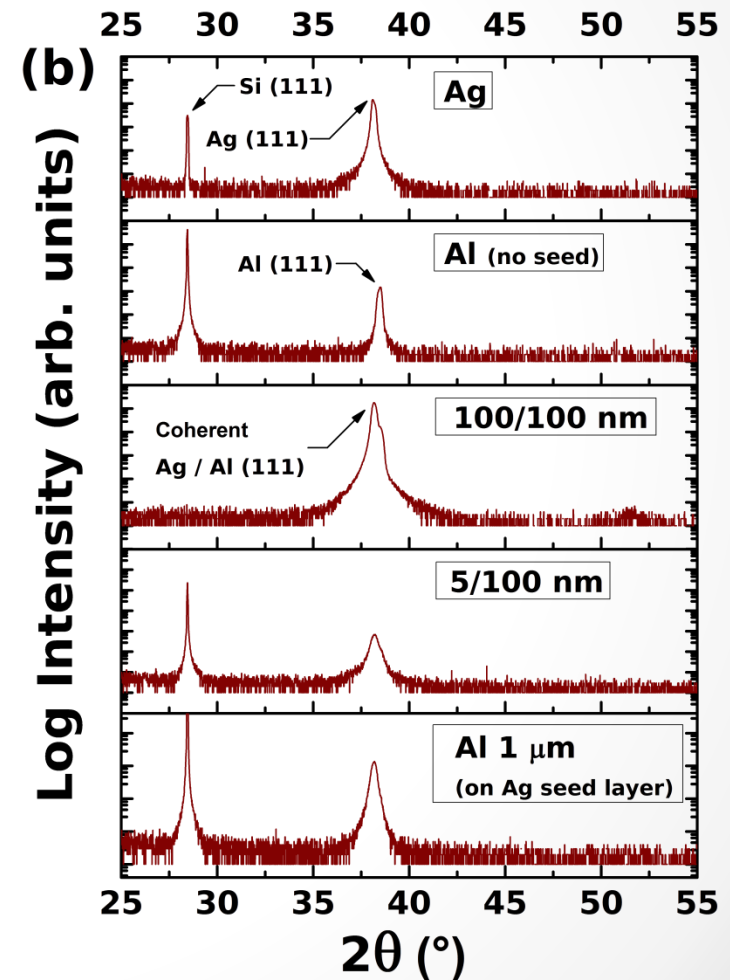 25 30 35 40 45 50 55
(b)
Log Intensity (arb. units)
Si (111)
Ag (111)
Ag
Al (111)
Al (no seed)
Coherent
Ag / Al (111)
100/100 nm
5/100 nm
Al 1 μm
(on Ag seed layer)
25 30 35 40 45 50 55
2θ (°)